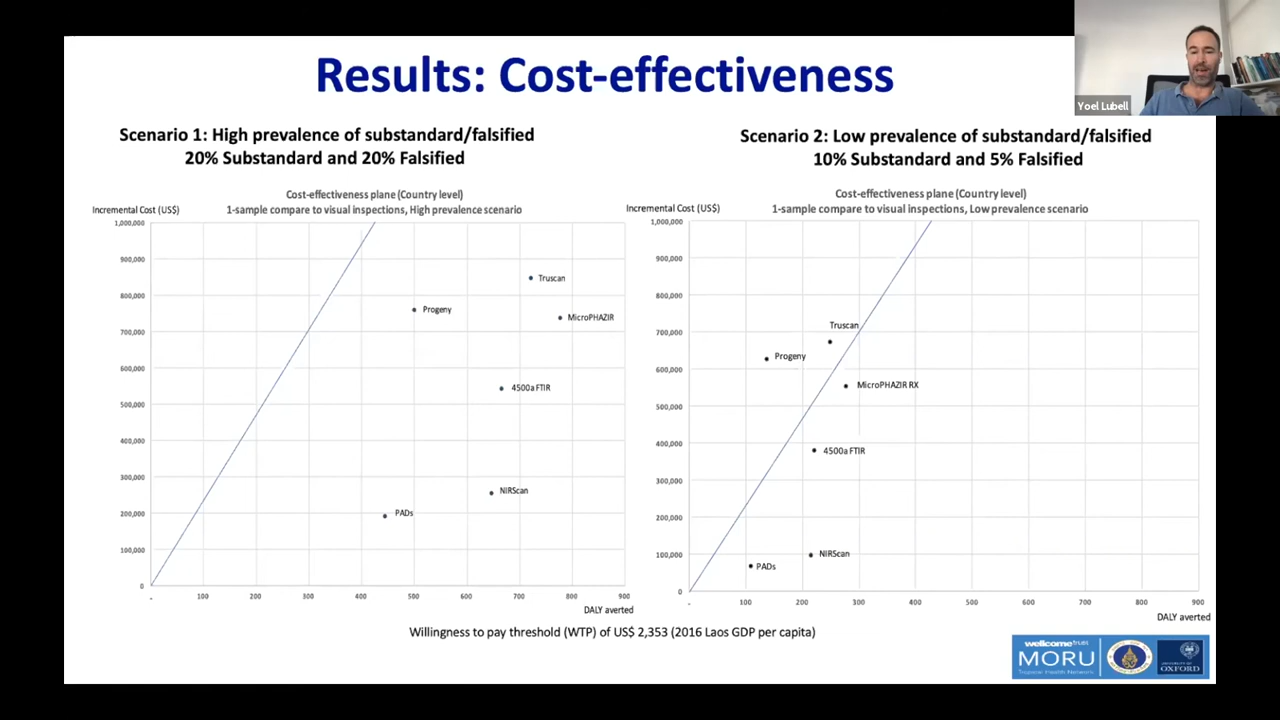 Results: Cost-effectiveness
Yoel Lubell
Scenario 1: High prevalence of substandard/falsified
20% Substandard and 20% Falsified
Cost-effectiveness plane (Country level)
1-sample compare to visual inspections, High prevalence scenario
Incremental Cost (US$)
1,000,000
900,000
800,000
700,000
600,000
500,000
400,000
300,000
200,000
100,000
0
Truscan
Progeny
MicroPHAZIR
4500a FTIR
NIRScan
PADs
-
100
200
300
400
500
600
700
800
900
DALY averted
Scenario 2: Low prevalence of substandard/falsified
10% Substandard and 5% Falsified
Cost-effectiveness plane (Country level)
1-sample compare to visual inspections, Low prevalence scenario
Incremental Cost (US$)
1,000,000
900,000
800,000
700,000
600,000
500,000
400,000
300,000
200,000
100,000
0
Truscan
Progeny
MicroPHAZIR RX
4500a FTIR
NIRScan
PADs
-
100
200
300
400
500
600
700
800
900
DALY averted
Willingness to pay threshold (WTP) of US$ 2,353 (2016 Laos GDP per capita)
wellcome trust
MORU
Tropical Health Network
UNIVERSITY OF
OXFORD